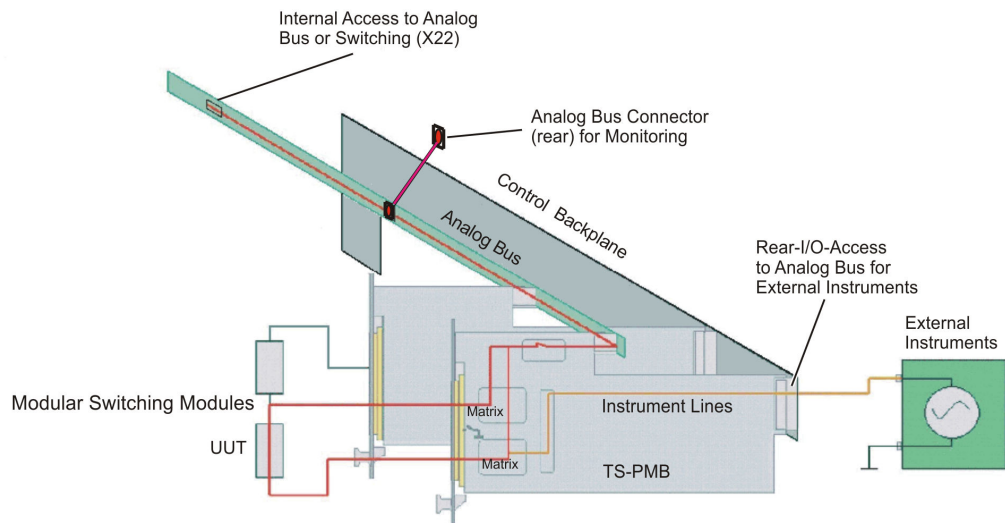 Internal Access to Analog
Bus or Switching (X22)
Analog Bus Connector
(rear) for Monitoring
Control Backplane
Analog Bus
Rear-I/O-Access
to Analog Bus for
External Instruments
External
Instruments
Modular Switching Modules
Matrix
Instrument Lines
UUT
Matrix
TS-PMB